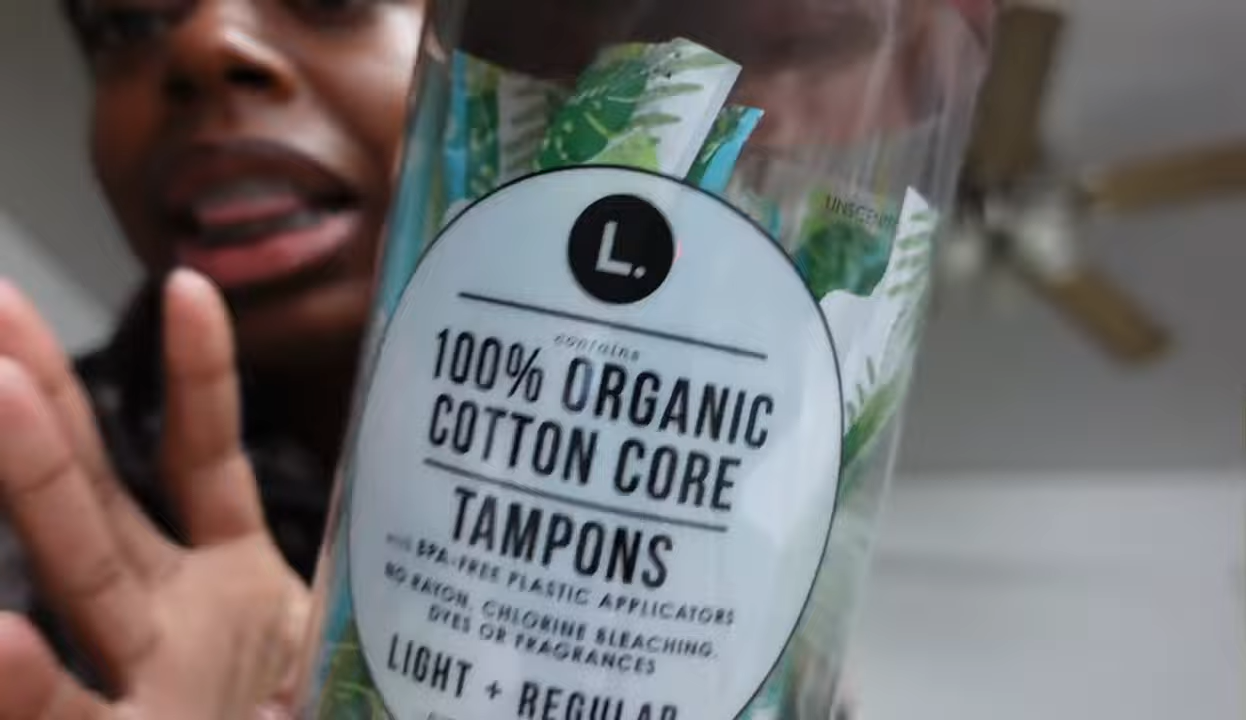 UNSCENTED
L.
contains
100% ORGANIC
COTTON CORE
TAMPONS
BPA-FREE PLASTIC APPLICATORS
NO RAYON, CHLORINE BLEACHING,
DYES OR FRAGRANCES
LIGHT + REGULAR